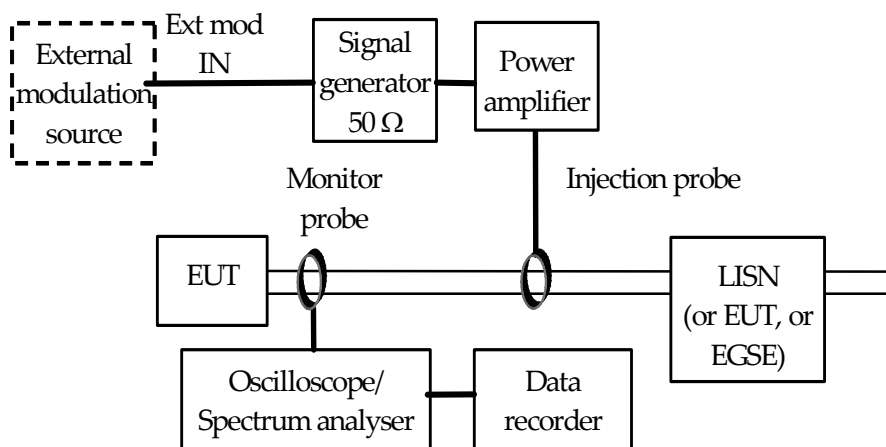 External
modulation
source
Ext mod
IN
Signal
generator
50 Ω
Power
amplifier
Monitor
probe
Injection probe
EUT
LISN
(or EUT, or
EGSE)
Oscilloscope/
Spectrum analyser
Data
recorder